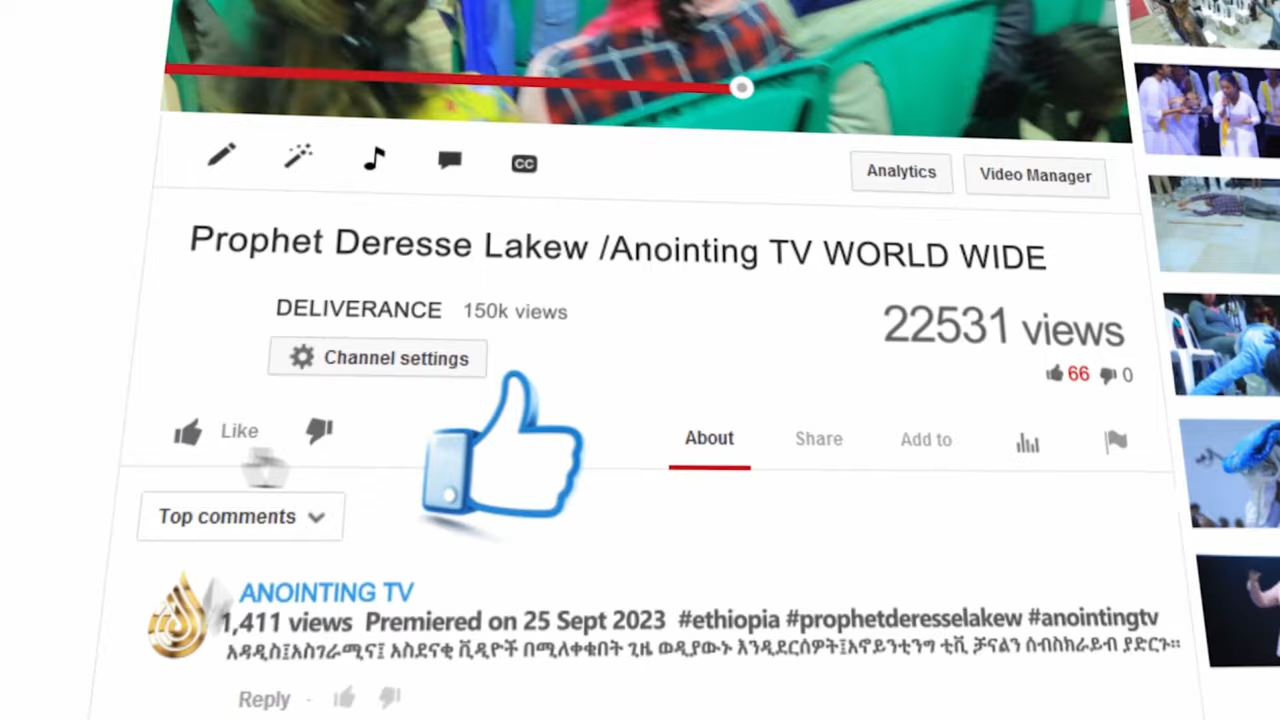 CC
Analytics
Video Manager
Prophet Deresse Lakew /Anointing TV WORLD WIDE
DELIVERANCE 150k views
22531 views
Channel settings
66 0
Like
About Share Add to
Top comments
ANOINTING TV
1,411 views Premiered on 25 Sept 2023 #ethiopia #prophetderesselakew #anointingtv
አዳዲስ፤አስገራሚና፤ አስደናቂ ቪዲዮች በሚለቀቁበት ጊዜ ወዲያውኑ እንዲደርሰዎት፤አኖይንቲንግ ቲቪ ቻናልን ሰብስክራይብ ያድርጉ።
Reply -